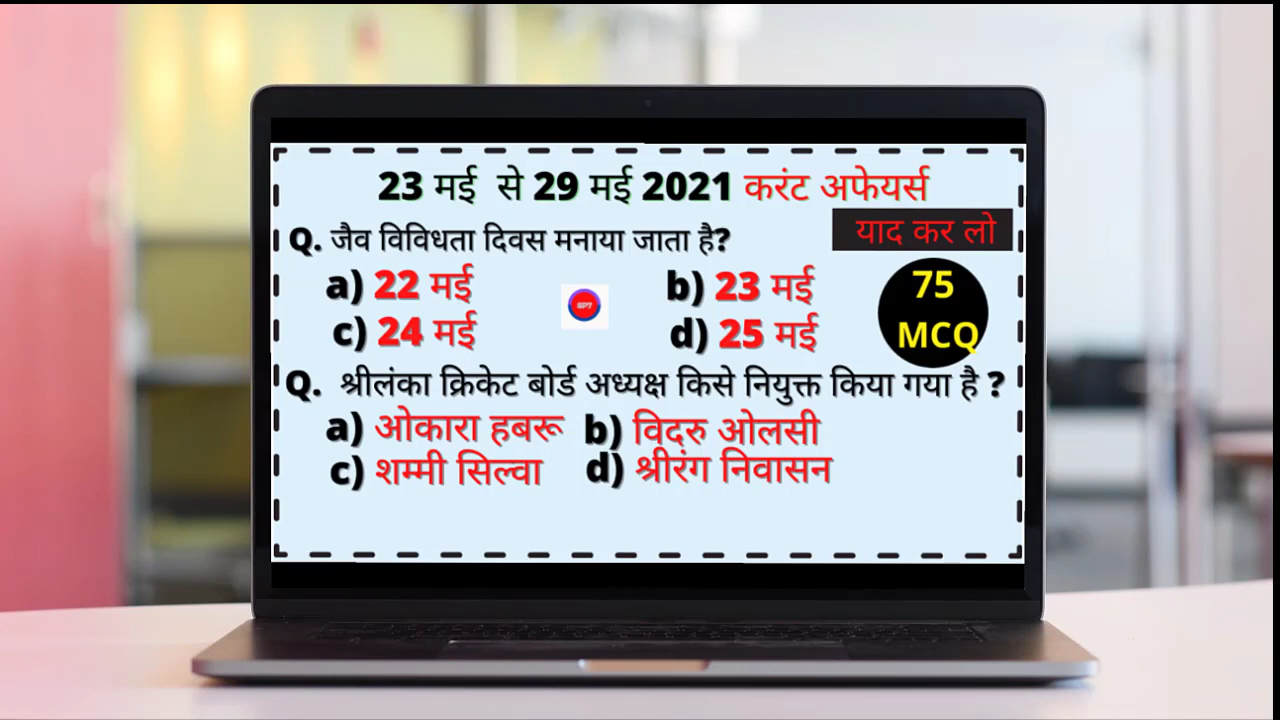 23 मई से 29 मई 2021 करंट अफेयर्स
याद कर लो
Q. जैव विविधता दिवस मनाया जाता है?
a) 22 मई b) 23 मई
c) 24 मई d) 25 मई
75
MCQ
SPT
Q. श्रीलंका क्रिकेट बोर्ड अध्यक्ष किसे नियुक्त किया गया है ?
a) ओकारा हबरू b) विदरु ओलसी
c) शम्मी सिल्वा d) श्रीरंग निवासन